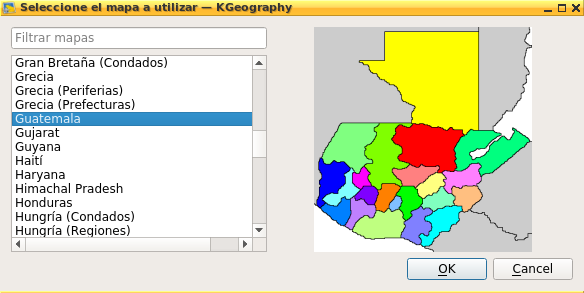 Seleccione el mapa a utilizar — KGeography
Filtrar mapas
Gran Bretaña (Condados)
Grecia
Grecia (Periferias)
Grecia (Prefecturas)
Guatemala
Gujarat
Guyana
Haití
Haryana
Himachal Pradesh
Honduras
Hungría (Condados)
Hungría (Regiones)
OK
Cancel